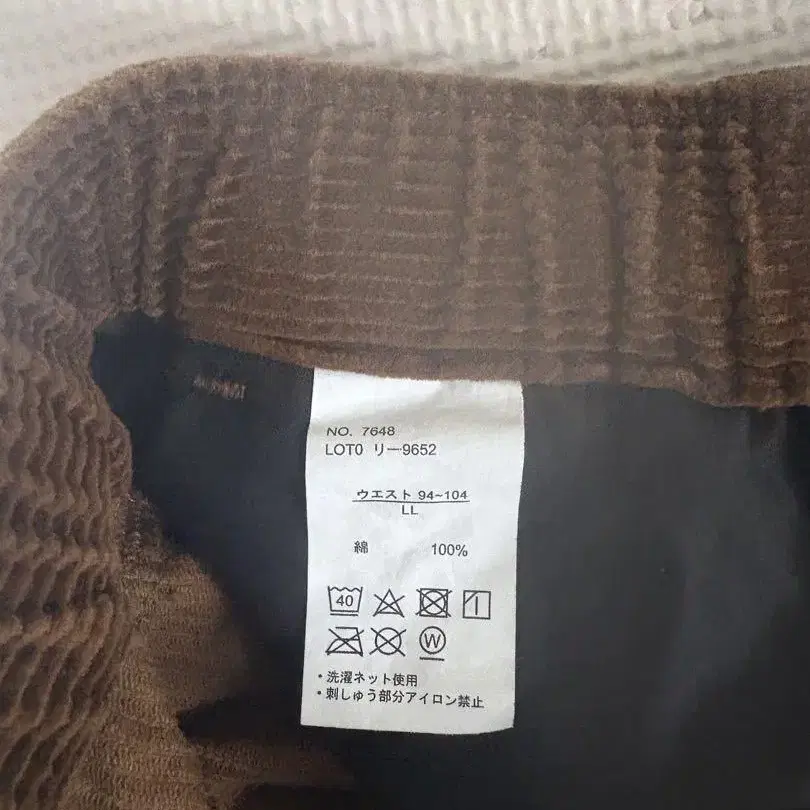 NO. 7648
LOT0 リー9652
ウエスト 94~104
LL
綿 100%
40
W
・洗濯ネット使用
・刺しゅう部分アイロン禁止